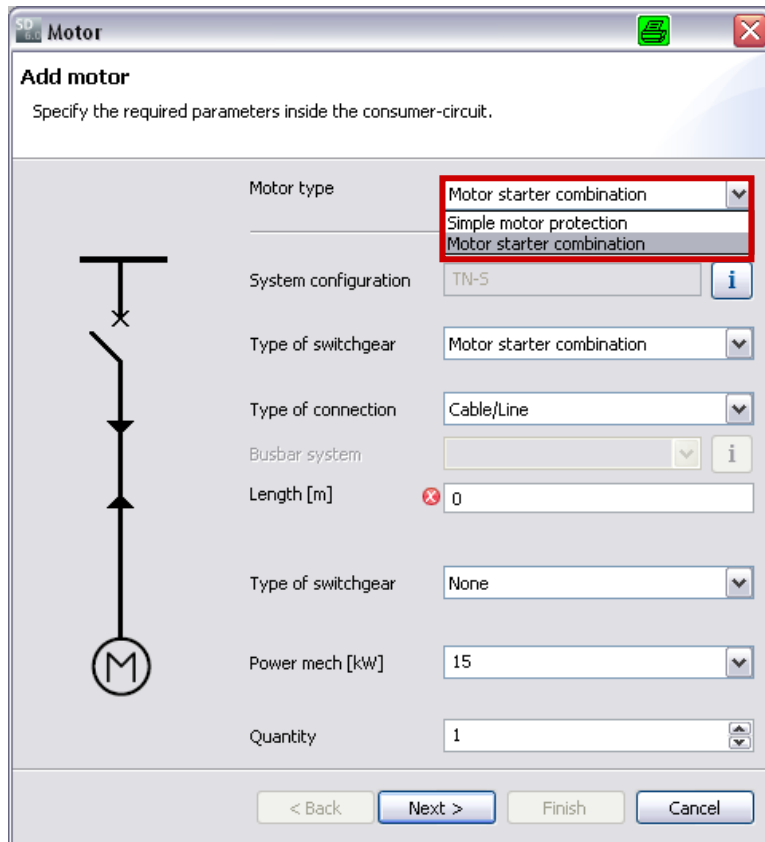 SD 6.0 Motor
Add motor
Specify the required parameters inside the consumer-circuit.
Motor type Motor starter combination
Simple motor protection
Motor starter combination
System configuration TN-S i
Type of switchgear Motor starter combination
Type of connection Cable/Line
Busbar system i
Length [m] 0
Type of switchgear None
M Power mech [kW] 15
Quantity 1
< Back Next > Finish Cancel